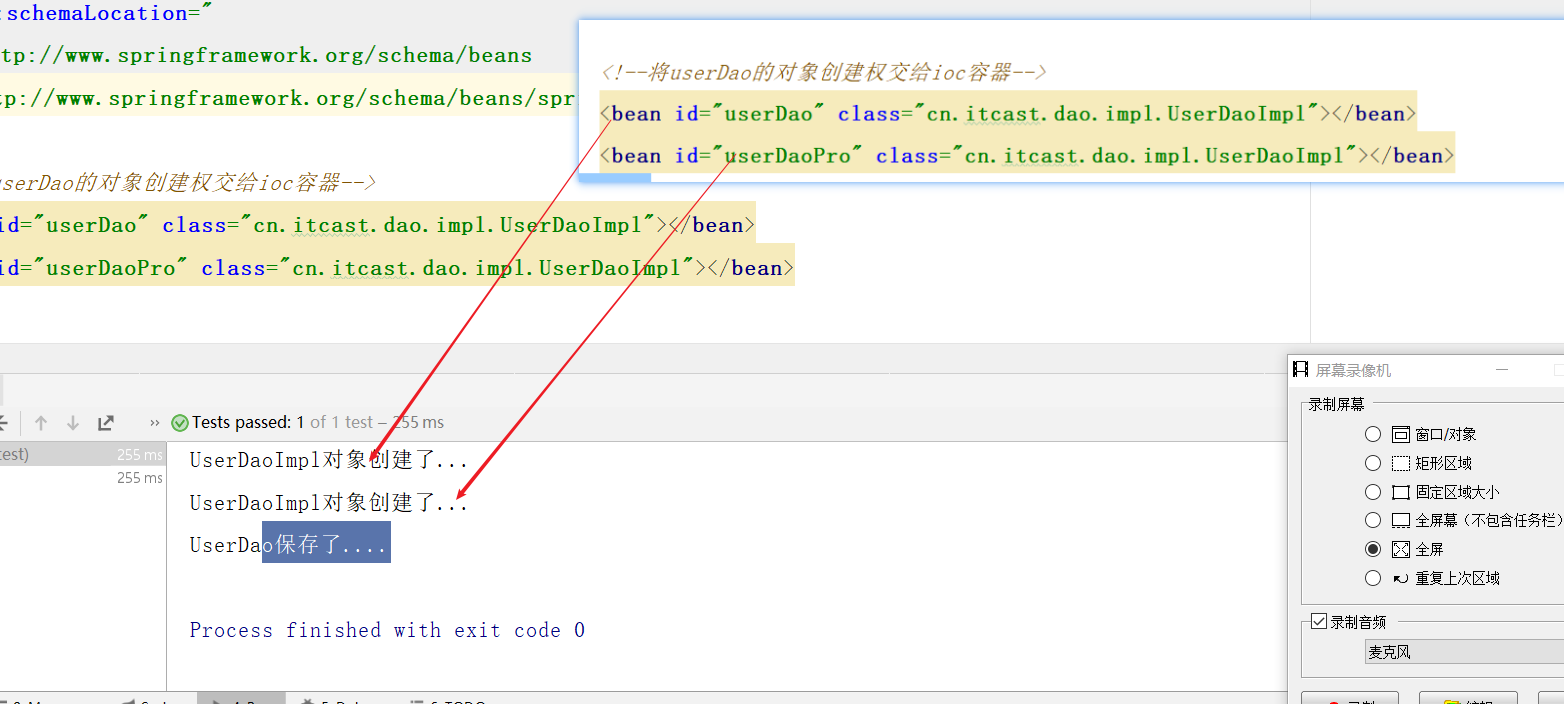 :schemaLocation="
tp://www.springframework.org/schema/beans
tp://www.springframework.org/schema/beans/spr
<!--将userDao的对象创建权交给ioc容器-->
<bean id="userDao" class="cn.itcast.dao.impl.UserDaoImpl"></bean>
<bean id="userDaoPro" class="cn.itcast.dao.impl.UserDaoImpl"></bean>
userDao的对象创建权交给ioc容器-->
id="userDao" class="cn.itcast.dao.impl.UserDaoImpl"></bean>
id="userDaoPro" class="cn.itcast.dao.impl.UserDaoImpl"></bean>
» Tests passed: 1 of 1 test – 255 ms
test) 255 ms
255 ms
UserDaoImpl对象创建了...
UserDaoImpl对象创建了...
UserDao保存了....
Process finished with exit code 0
屏幕录像机
录制屏幕
窗口/对象
矩形区域
固定区域大小
全屏幕（不包含任务栏）
全屏
重复上次区域
录制音频
麦克风